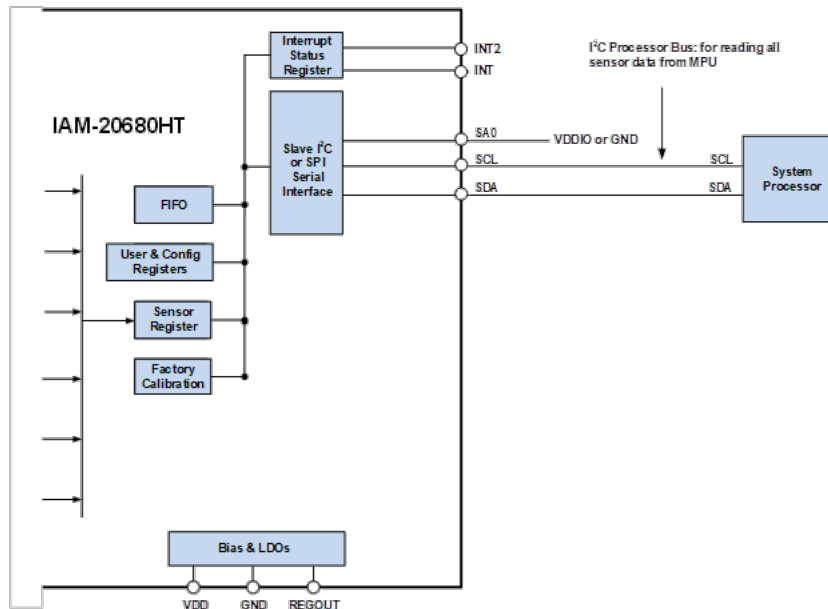 Interrupt
Status
Register
INT2
INT
I²C Processor Bus: for reading all
sensor data from MPU
IAM-20680HT
Slave I²C
or SPI
Serial
Interface
SA0
VDDIO or GND
SCL
SCL
SDA
SDA
System
Processor
FIFO
User & Config
Registers
Sensor
Register
Factory
Calibration
Bias & LDOs
VDD
GND
REGOUT